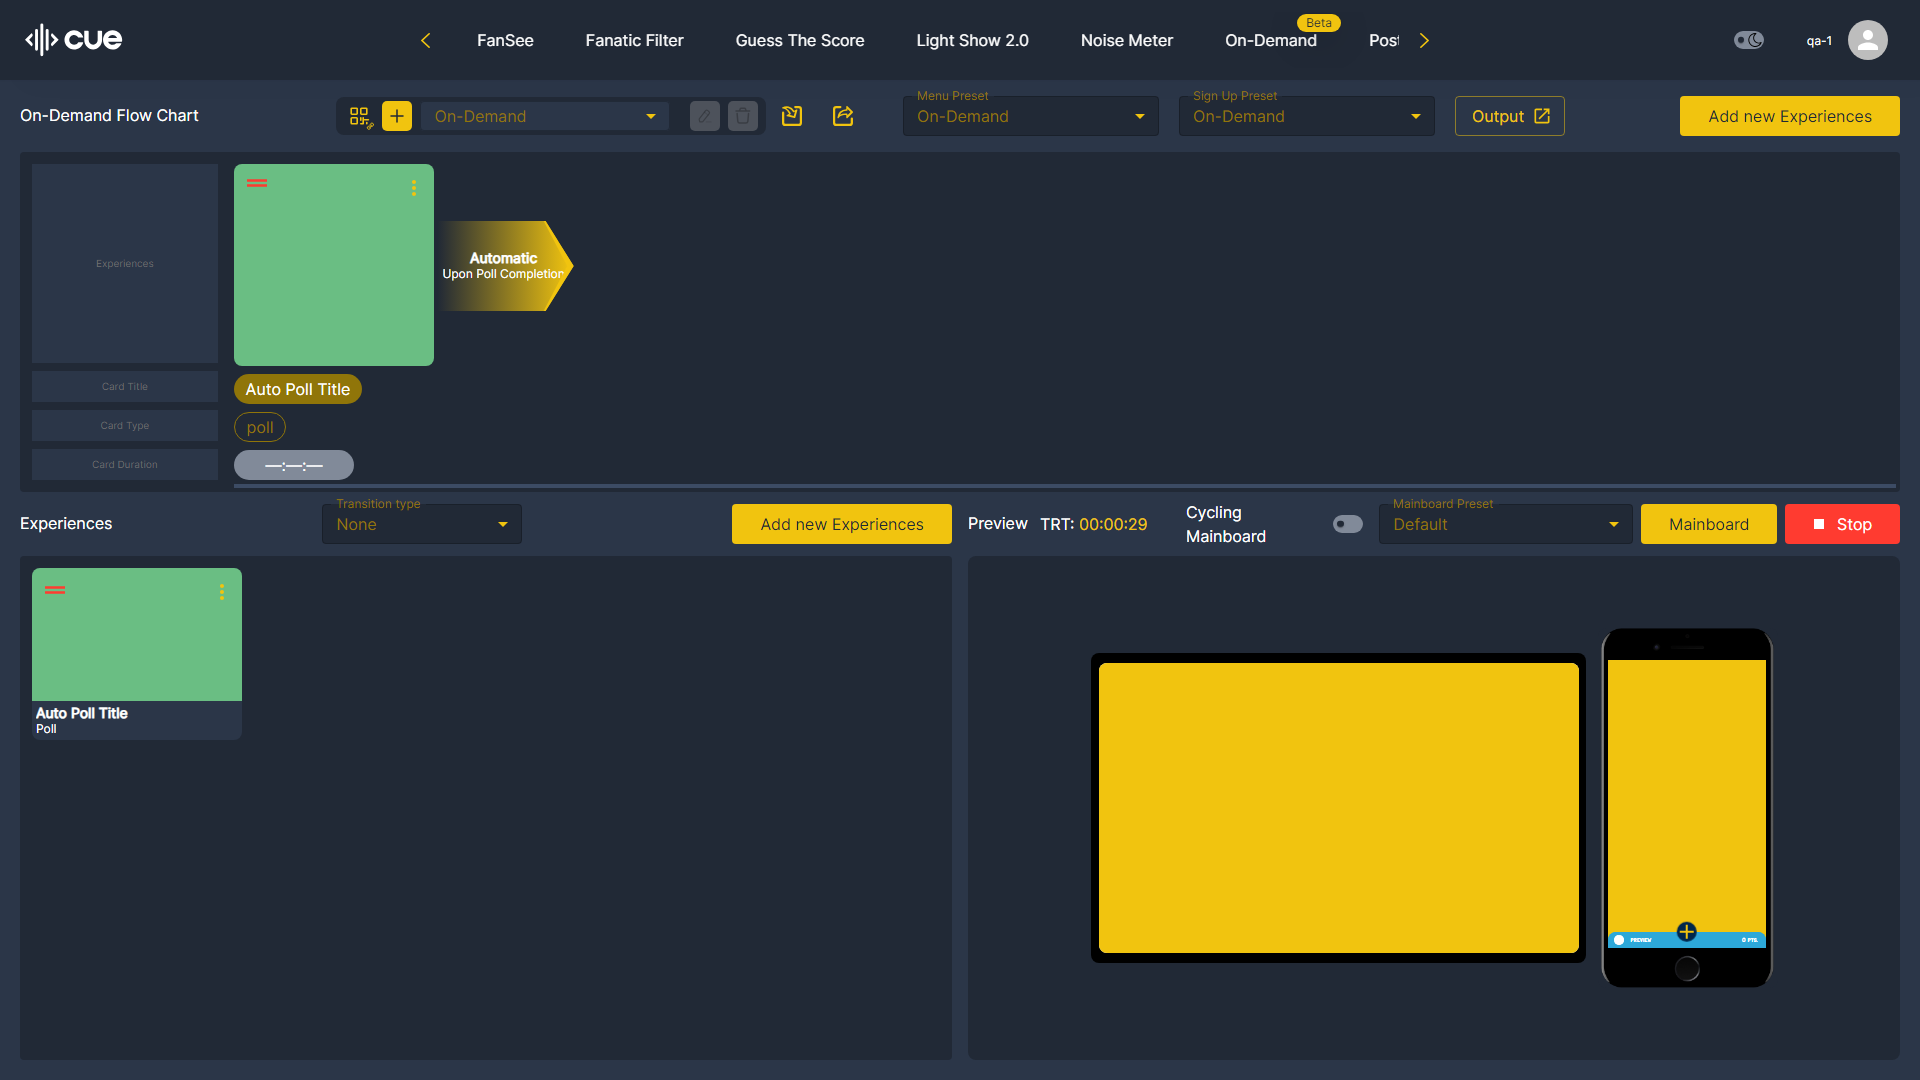 cue
FanSee
Fanatic Filter
Guess The Score
Light Show 2.0
Noise Meter
Beta
On-Demand
Post
qa-1
On-Demand Flow Chart
On-Demand
Menu Preset
On-Demand
Sign Up Preset
On-Demand
Output
Add new Experiences
Experiences
Automatic
Upon Poll Completion
Card Title
Auto Poll Title
Card Type
poll
Card Duration
—:—:—
Experiences
Transition type
None
Add new Experiences
Preview
TRT: 00:00:29
Cycling
Mainboard
Mainboard Preset
Default
Mainboard
Stop
Auto Poll Title
Poll
PREVIEW
0 PTS.